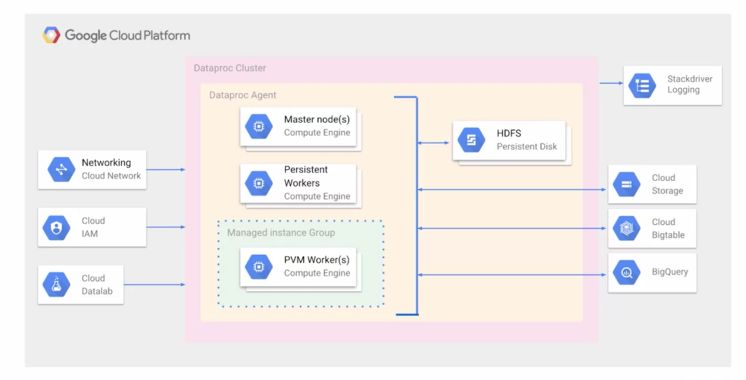 Google Cloud Platform
Dataproc Cluster
Stackdriver
Logging
Dataproc Agent
Master node(s)
Compute Engine
HDFS
Persistent Disk
Networking
Cloud Network
Persistent
Workers
Compute Engine
Cloud
Storage
Cloud
IAM
Cloud
Bigtable
Managed instance Group
PVM Worker(s)
Compute Engine
BigQuery
Cloud
Datalab